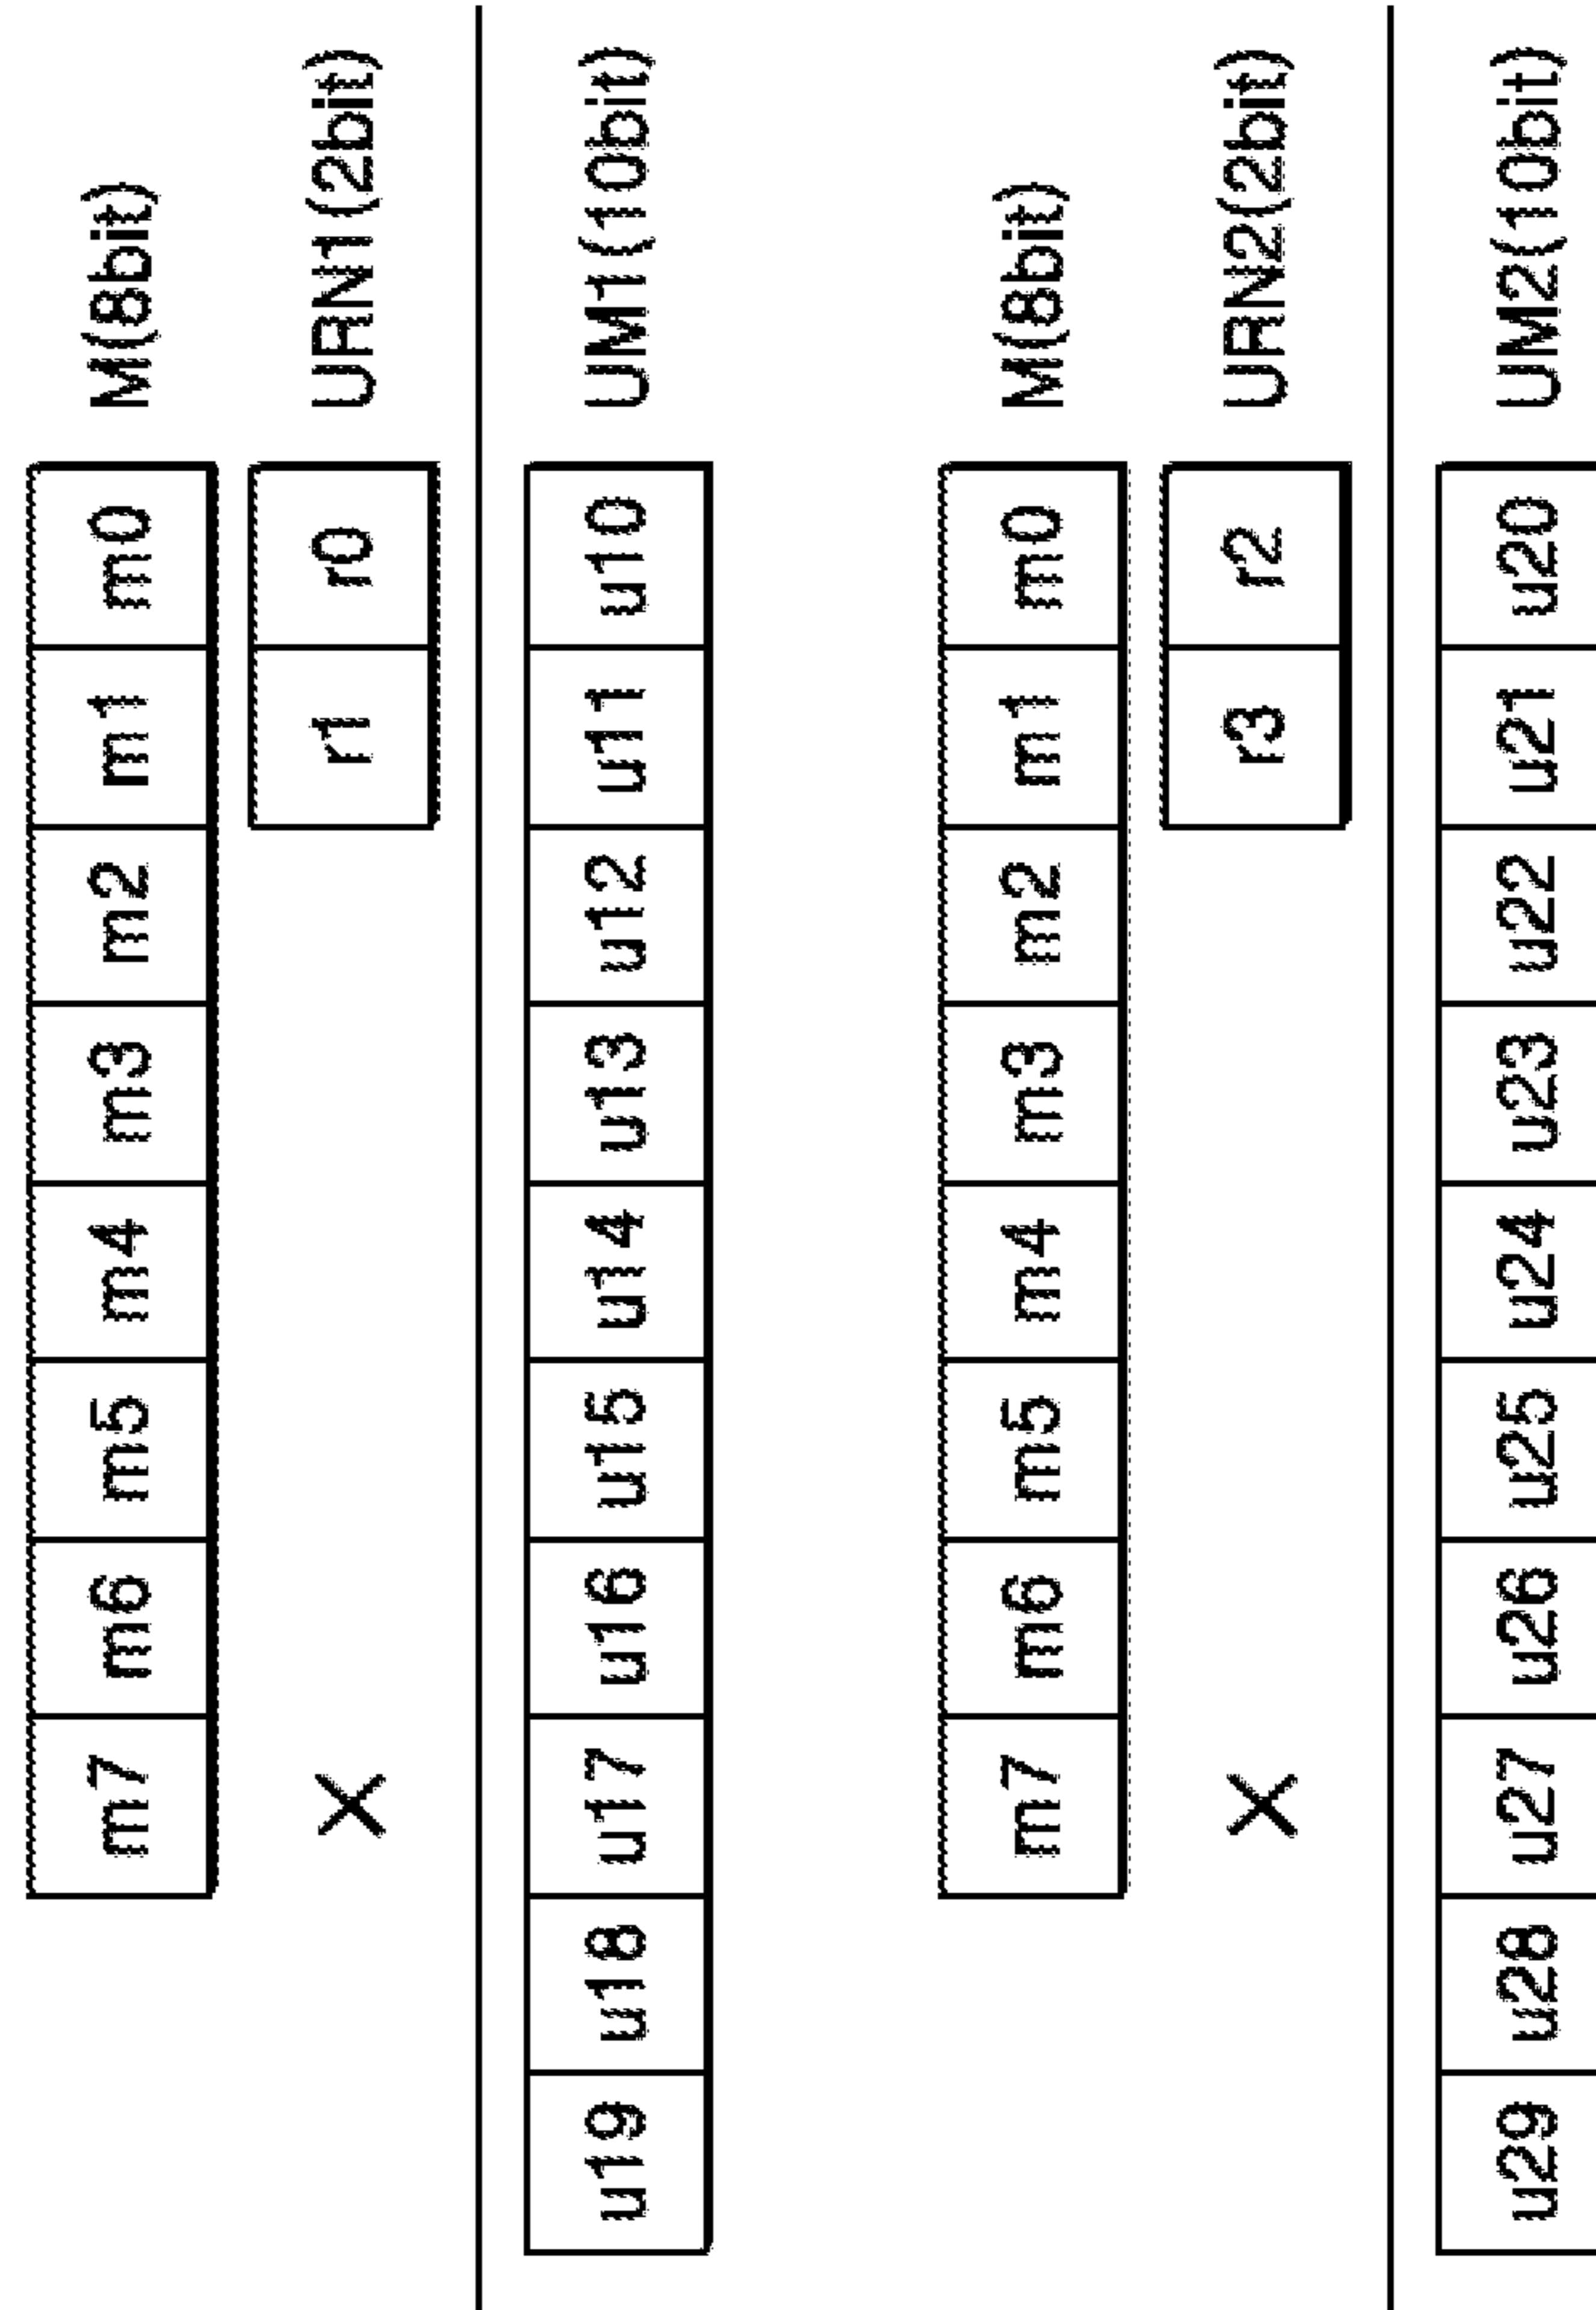 m7 m6 m5 m4 m3 m2 m1 m0 M(8bit)
X r1 r0 URN1(2bit)
u19 u18 u17 u16 u15 u14 u13 u12 u11 u10 UM1(10bit)
m7 m6 m5 m4 m3 m2 m1 m0 M(8bit)
X r3 r2 URN2(2bit)
u29 u28 u27 u26 u25 u24 u23 u22 u21 u20 UM2(10bit)